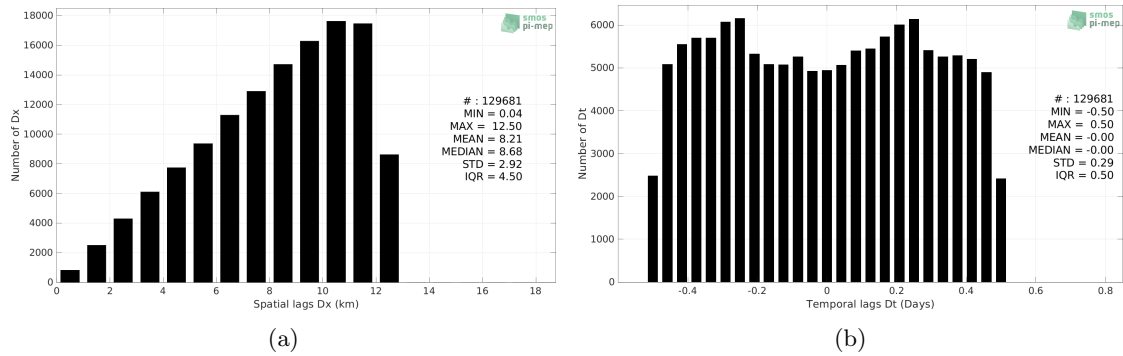 18000
16000
14000
12000
10000
8000
6000
4000
2000
0
Number of Dx
smos
pi-mep
# : 129681
MIN = 0.04
MAX = 12.50
MEAN = 8.21
MEDIAN = 8.68
STD = 2.92
IQR = 4.50
0 2 4 6 8 10 12 14 16 18
Spatial lags Dx (km)
(a)
6000
5000
4000
3000
2000
1000
0
Number of Dt
smos
pi-mep
# : 129681
MIN = -0.50
MAX = 0.50
MEAN = -0.00
MEDIAN = -0.00
STD = 0.29
IQR = 0.50
-0.4 -0.2 0 0.2 0.4 0.6 0.8
Temporal lags Dt (Days)
(b)